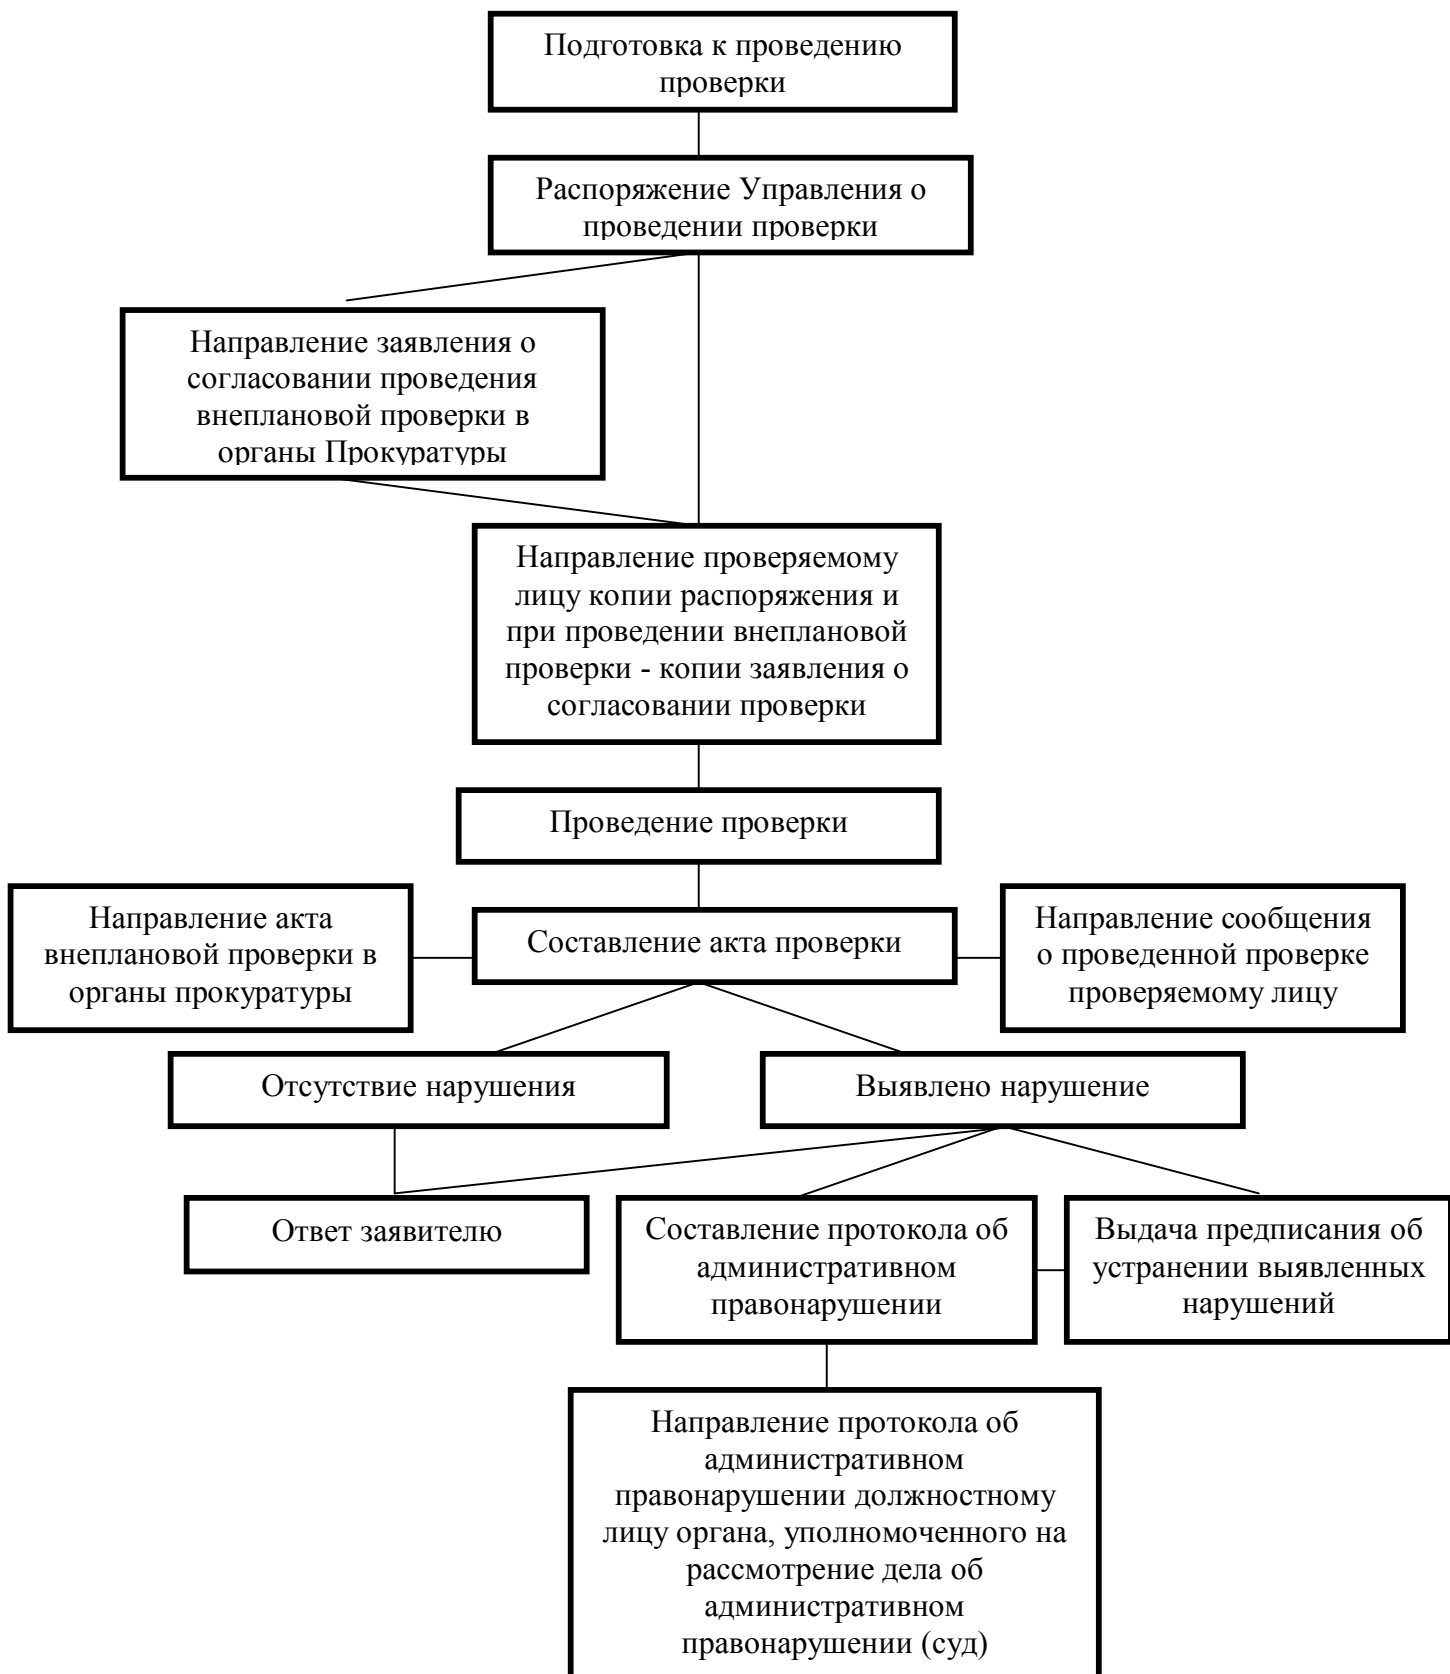 Подготовка к проведению
проверки
Распоряжение Управления о
проведении проверки
Направление заявления о
согласовании проведения
внеплановой проверки в
органы Прокуратуры
Направление проверяемому
лицу копии распоряжения и
при проведении внеплановой
проверки - копии заявления о
согласовании проверки
Проведение проверки
Направление акта
внеплановой проверки в
органы прокуратуры
Составление акта проверки
Направление сообщения
о проведенной проверке
проверяемому лицу
Отсутствие нарушения
Выявлено нарушение
Ответ заявителю
Составление протокола об
административном
правонарушении
Выдача предписания об
устранении выявленных
нарушений
Направление протокола об
административном
правонарушении должностному
лицу органа, уполномоченного на
рассмотрение дела об
административном
правонарушении (суд)